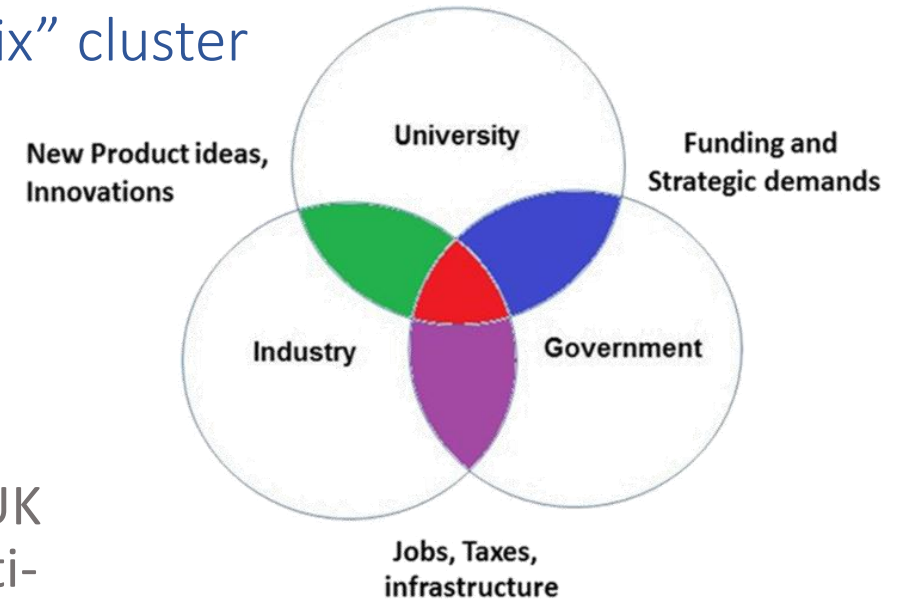 ix” cluster
University
New Product ideas,
Innovations
Funding and
Strategic demands
Industry
Government
UK
ti-
Jobs, Taxes,
infrastructure